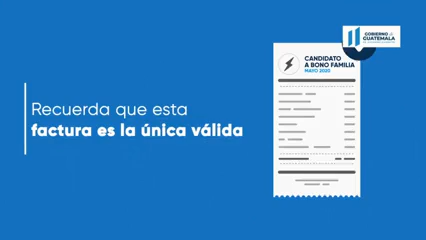 GOBIERNO de
GUATEMALA
CANDIDATO
A BONO FAMILIA
MAYO 2020
Recuerda que esta
factura es la única válida